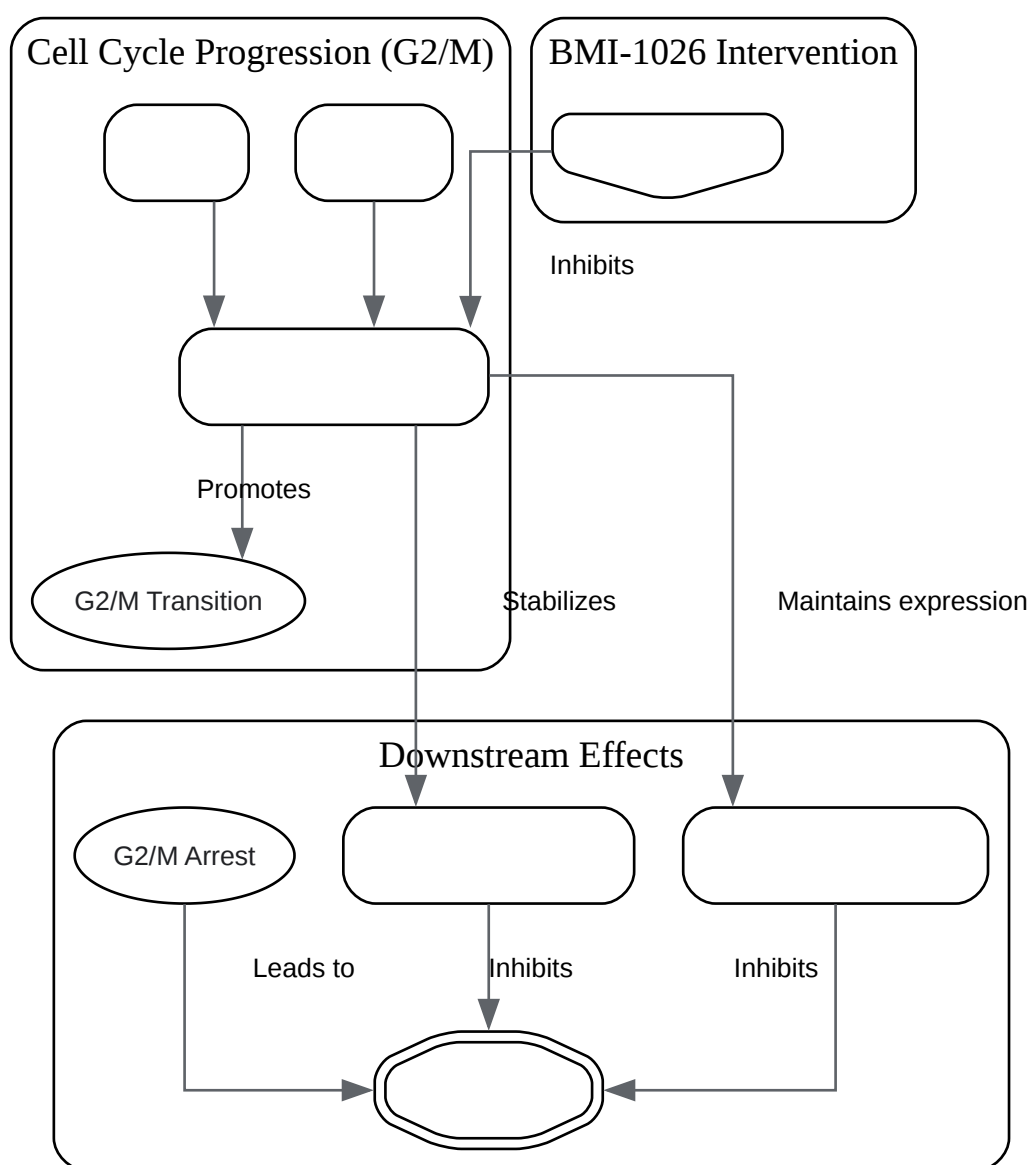 Cell Cycle Progression (G2/M)
BMI-1026 Intervention
Inhibits
Promotes
G2/M Transition
Stabilizes
Maintains expression
Downstream Effects
G2/M Arrest
Leads to
Inhibits
Inhibits